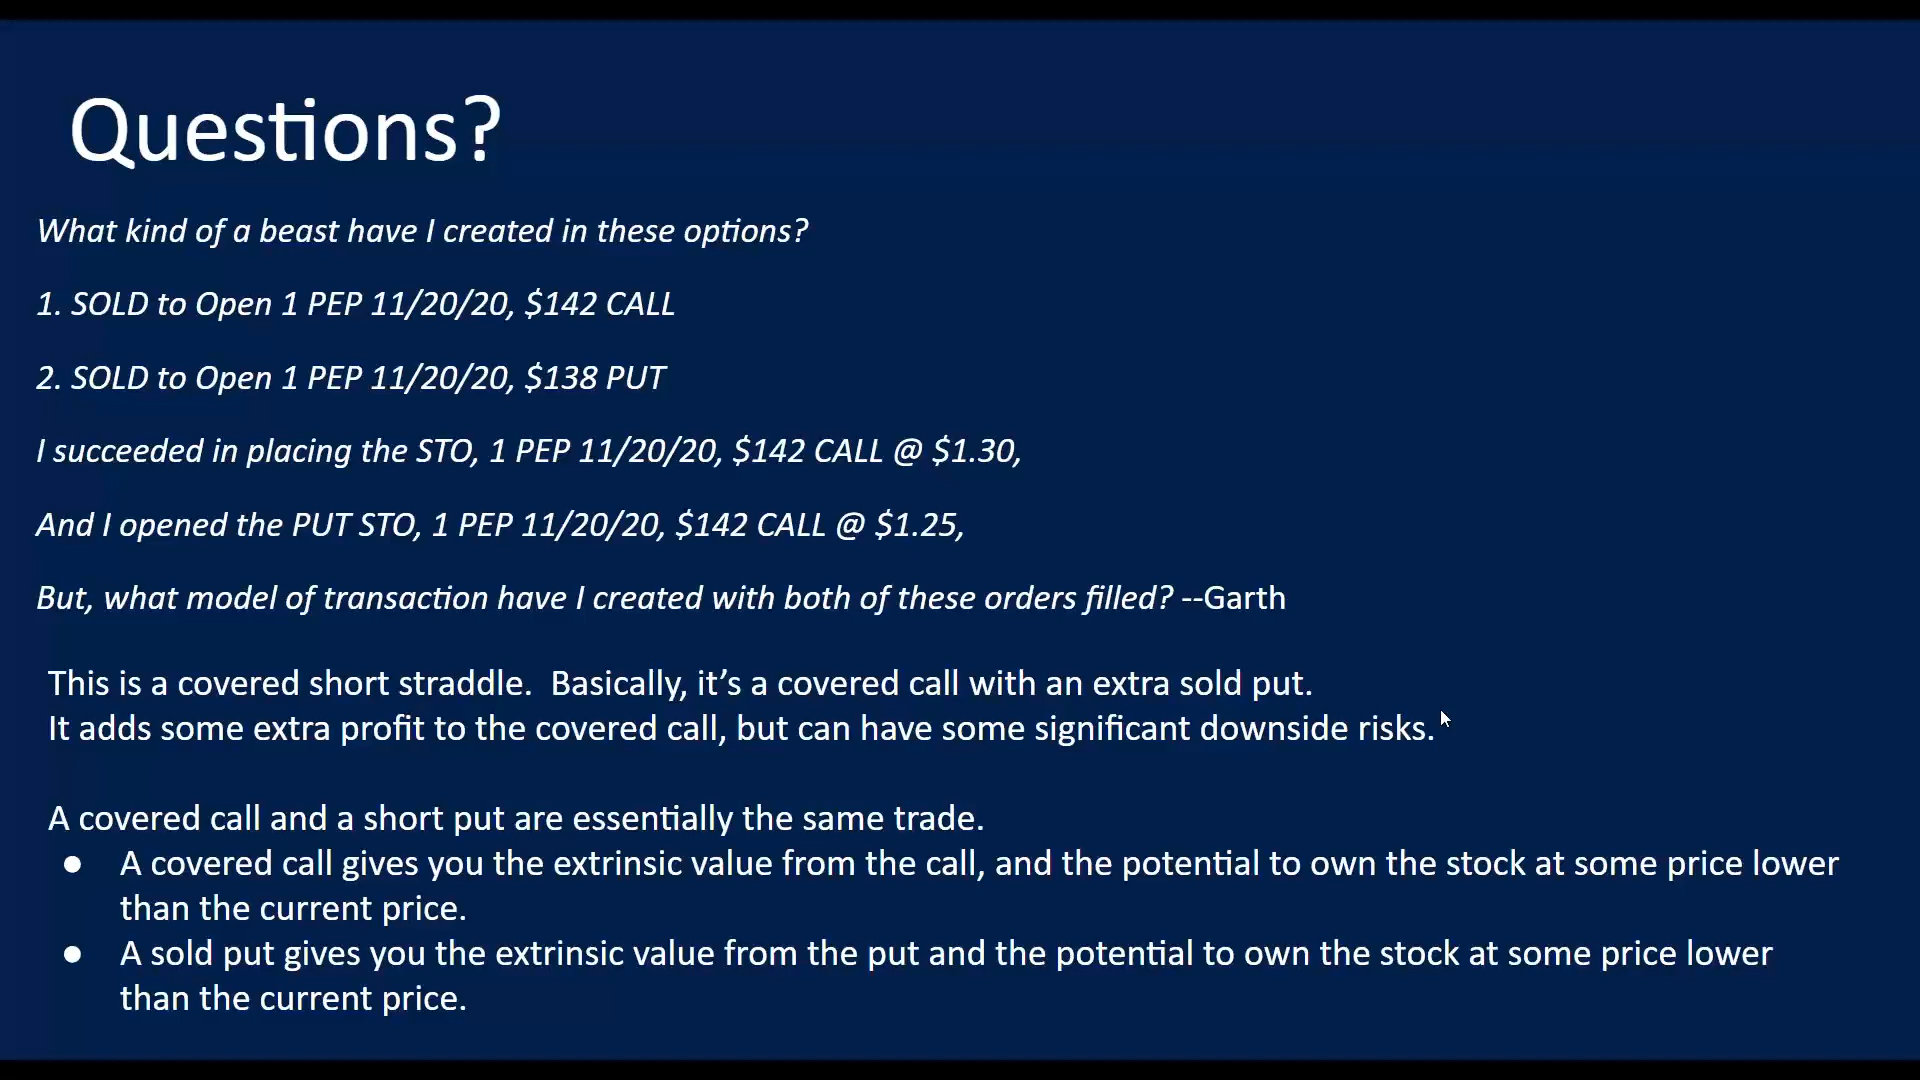 Questions?
What kind of a beast have I created in these options?
1. SOLD to Open 1 PEP 11/20/20, $142 CALL
2. SOLD to Open 1 PEP 11/20/20, $138 PUT
I succeeded in placing the STO, 1 PEP 11/20/20, $142 CALL @ $1.30,
And I opened the PUT STO, 1 PEP 11/20/20, $142 CALL @ $1.25,
But, what model of transaction have I created with both of these orders filled? --Garth
This is a covered short straddle.  Basically, it’s a covered call with an extra sold put.
It adds some extra profit to the covered call, but can have some significant downside risks.
A covered call and a short put are essentially the same trade.
● A covered call gives you the extrinsic value from the call, and the potential to own the stock at some price lower
than the current price.
● A sold put gives you the extrinsic value from the put and the potential to own the stock at some price lower
than the current price.